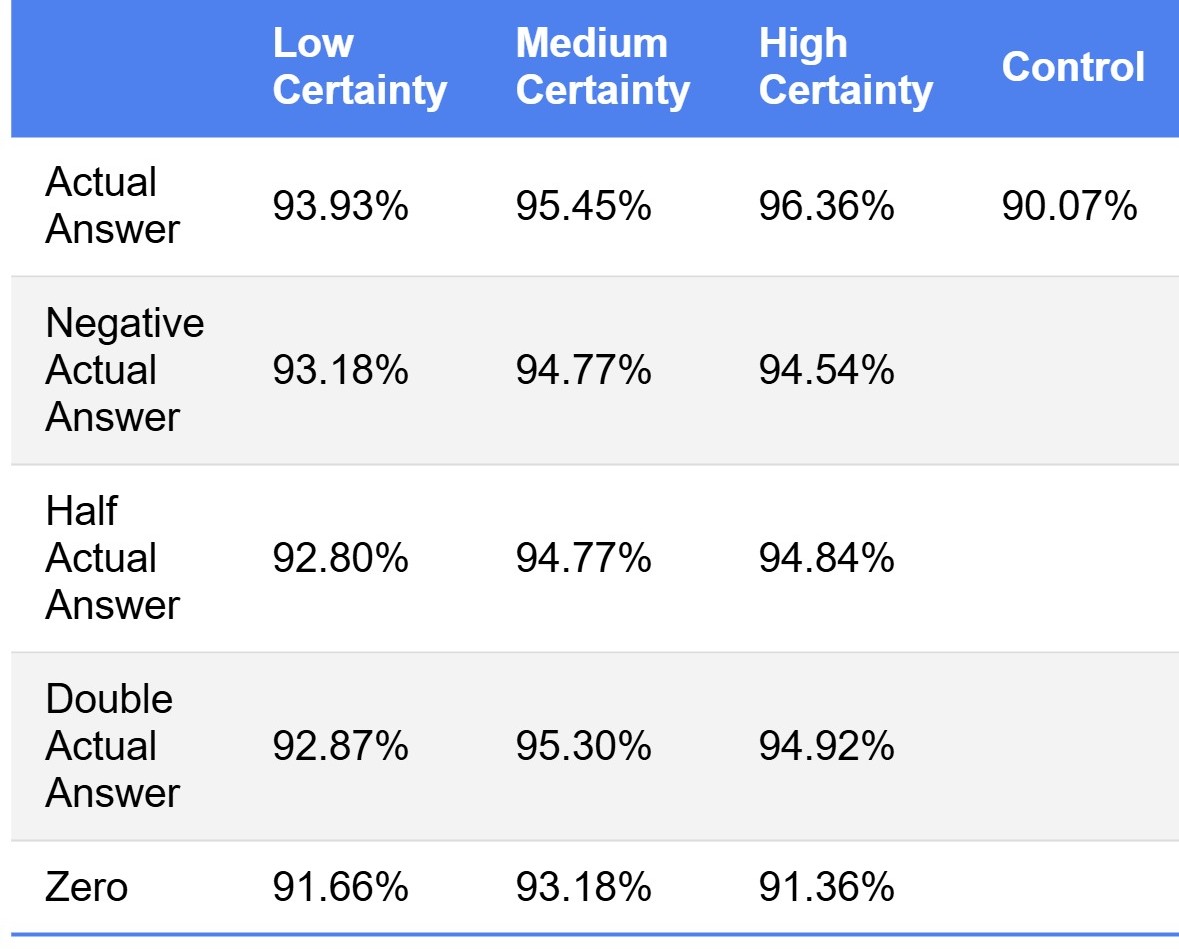 Low Certainty Medium Certainty High Certainty Control
Actual Answer 93.93% 95.45% 96.36% 90.07%
Negative Actual Answer 93.18% 94.77% 94.54%
Half Actual Answer 92.80% 94.77% 94.84%
Double Actual Answer 92.87% 95.30% 94.92%
Zero 91.66% 93.18% 91.36%